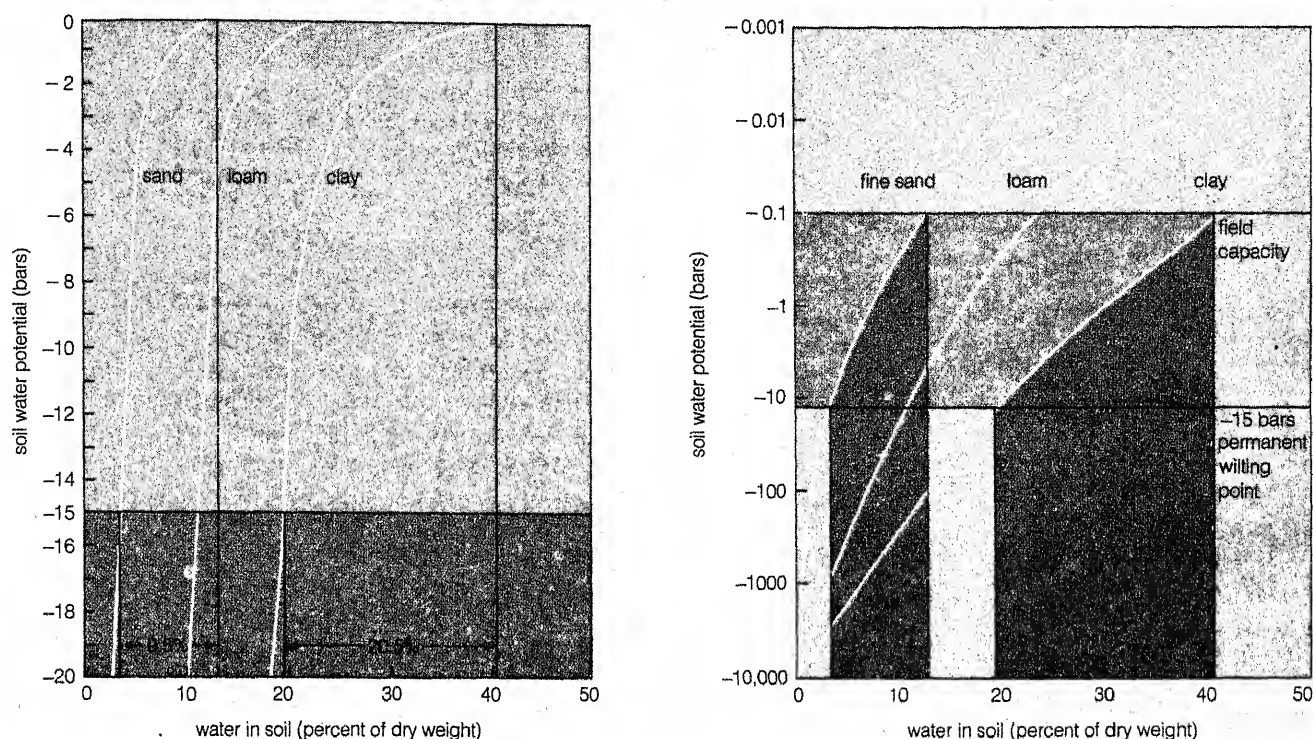 0
−2
−4
−6
−8
−10
−12
−14
−15
−16
−18
−20
soil water potential (bars)
sand loam clay
0 10 20 30 40 50
water in soil (percent of dry weight)
−0.001
−0.01
−0.1
−1
−10
−100
−1000
−10,000
soil water potential (bars)
fine sand loam clay
field
capacity
−15 bars
permanent
wilting
point
0 10 20 30 40 50
water in soil (percent of dry weight)